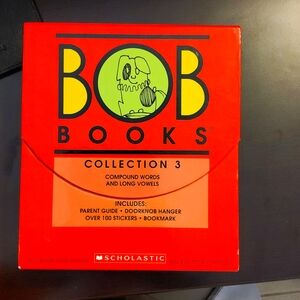 BOB
BOOKS
COLLECTION 3
COMPOUND WORDS
AND LONG VOWELS
INCLUDES:
PARENT GUIDE • DOORKNOB HANGER
OVER 100 STICKERS • BOOKMARK
SCHOLASTIC